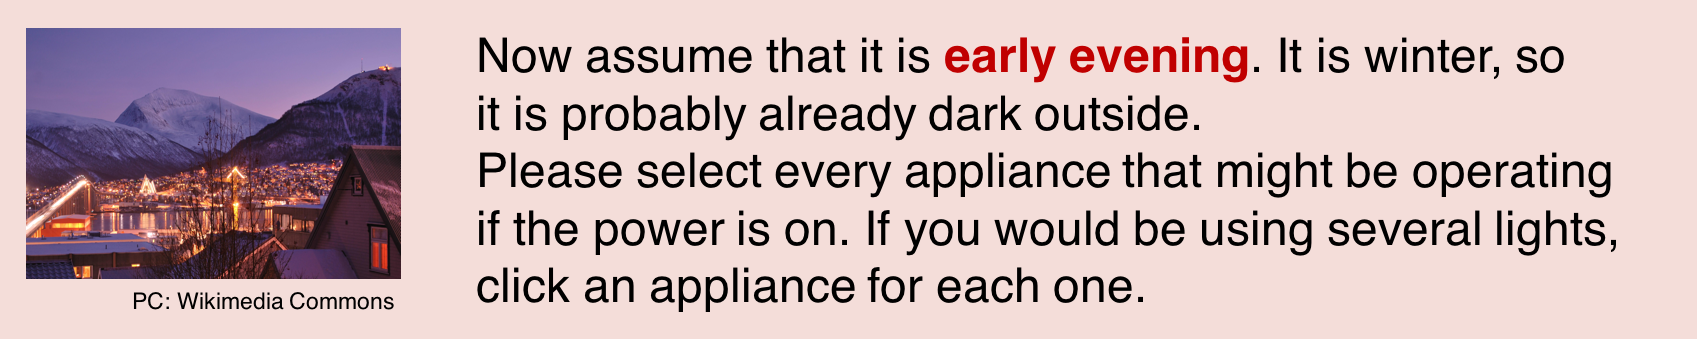 Now assume that it is early evening. It is winter, so
it is probably already dark outside.
Please select every appliance that might be operating
if the power is on. If you would be using several lights,
click an appliance for each one.
PC: Wikimedia Commons